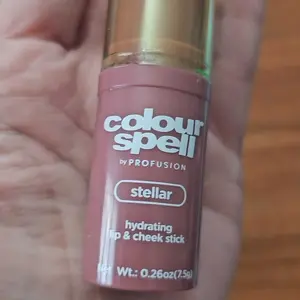 colour
spell
by PROFUSION
stellar
hydrating
lip & cheek stick
Wt.: 0.26oz(7.5g)